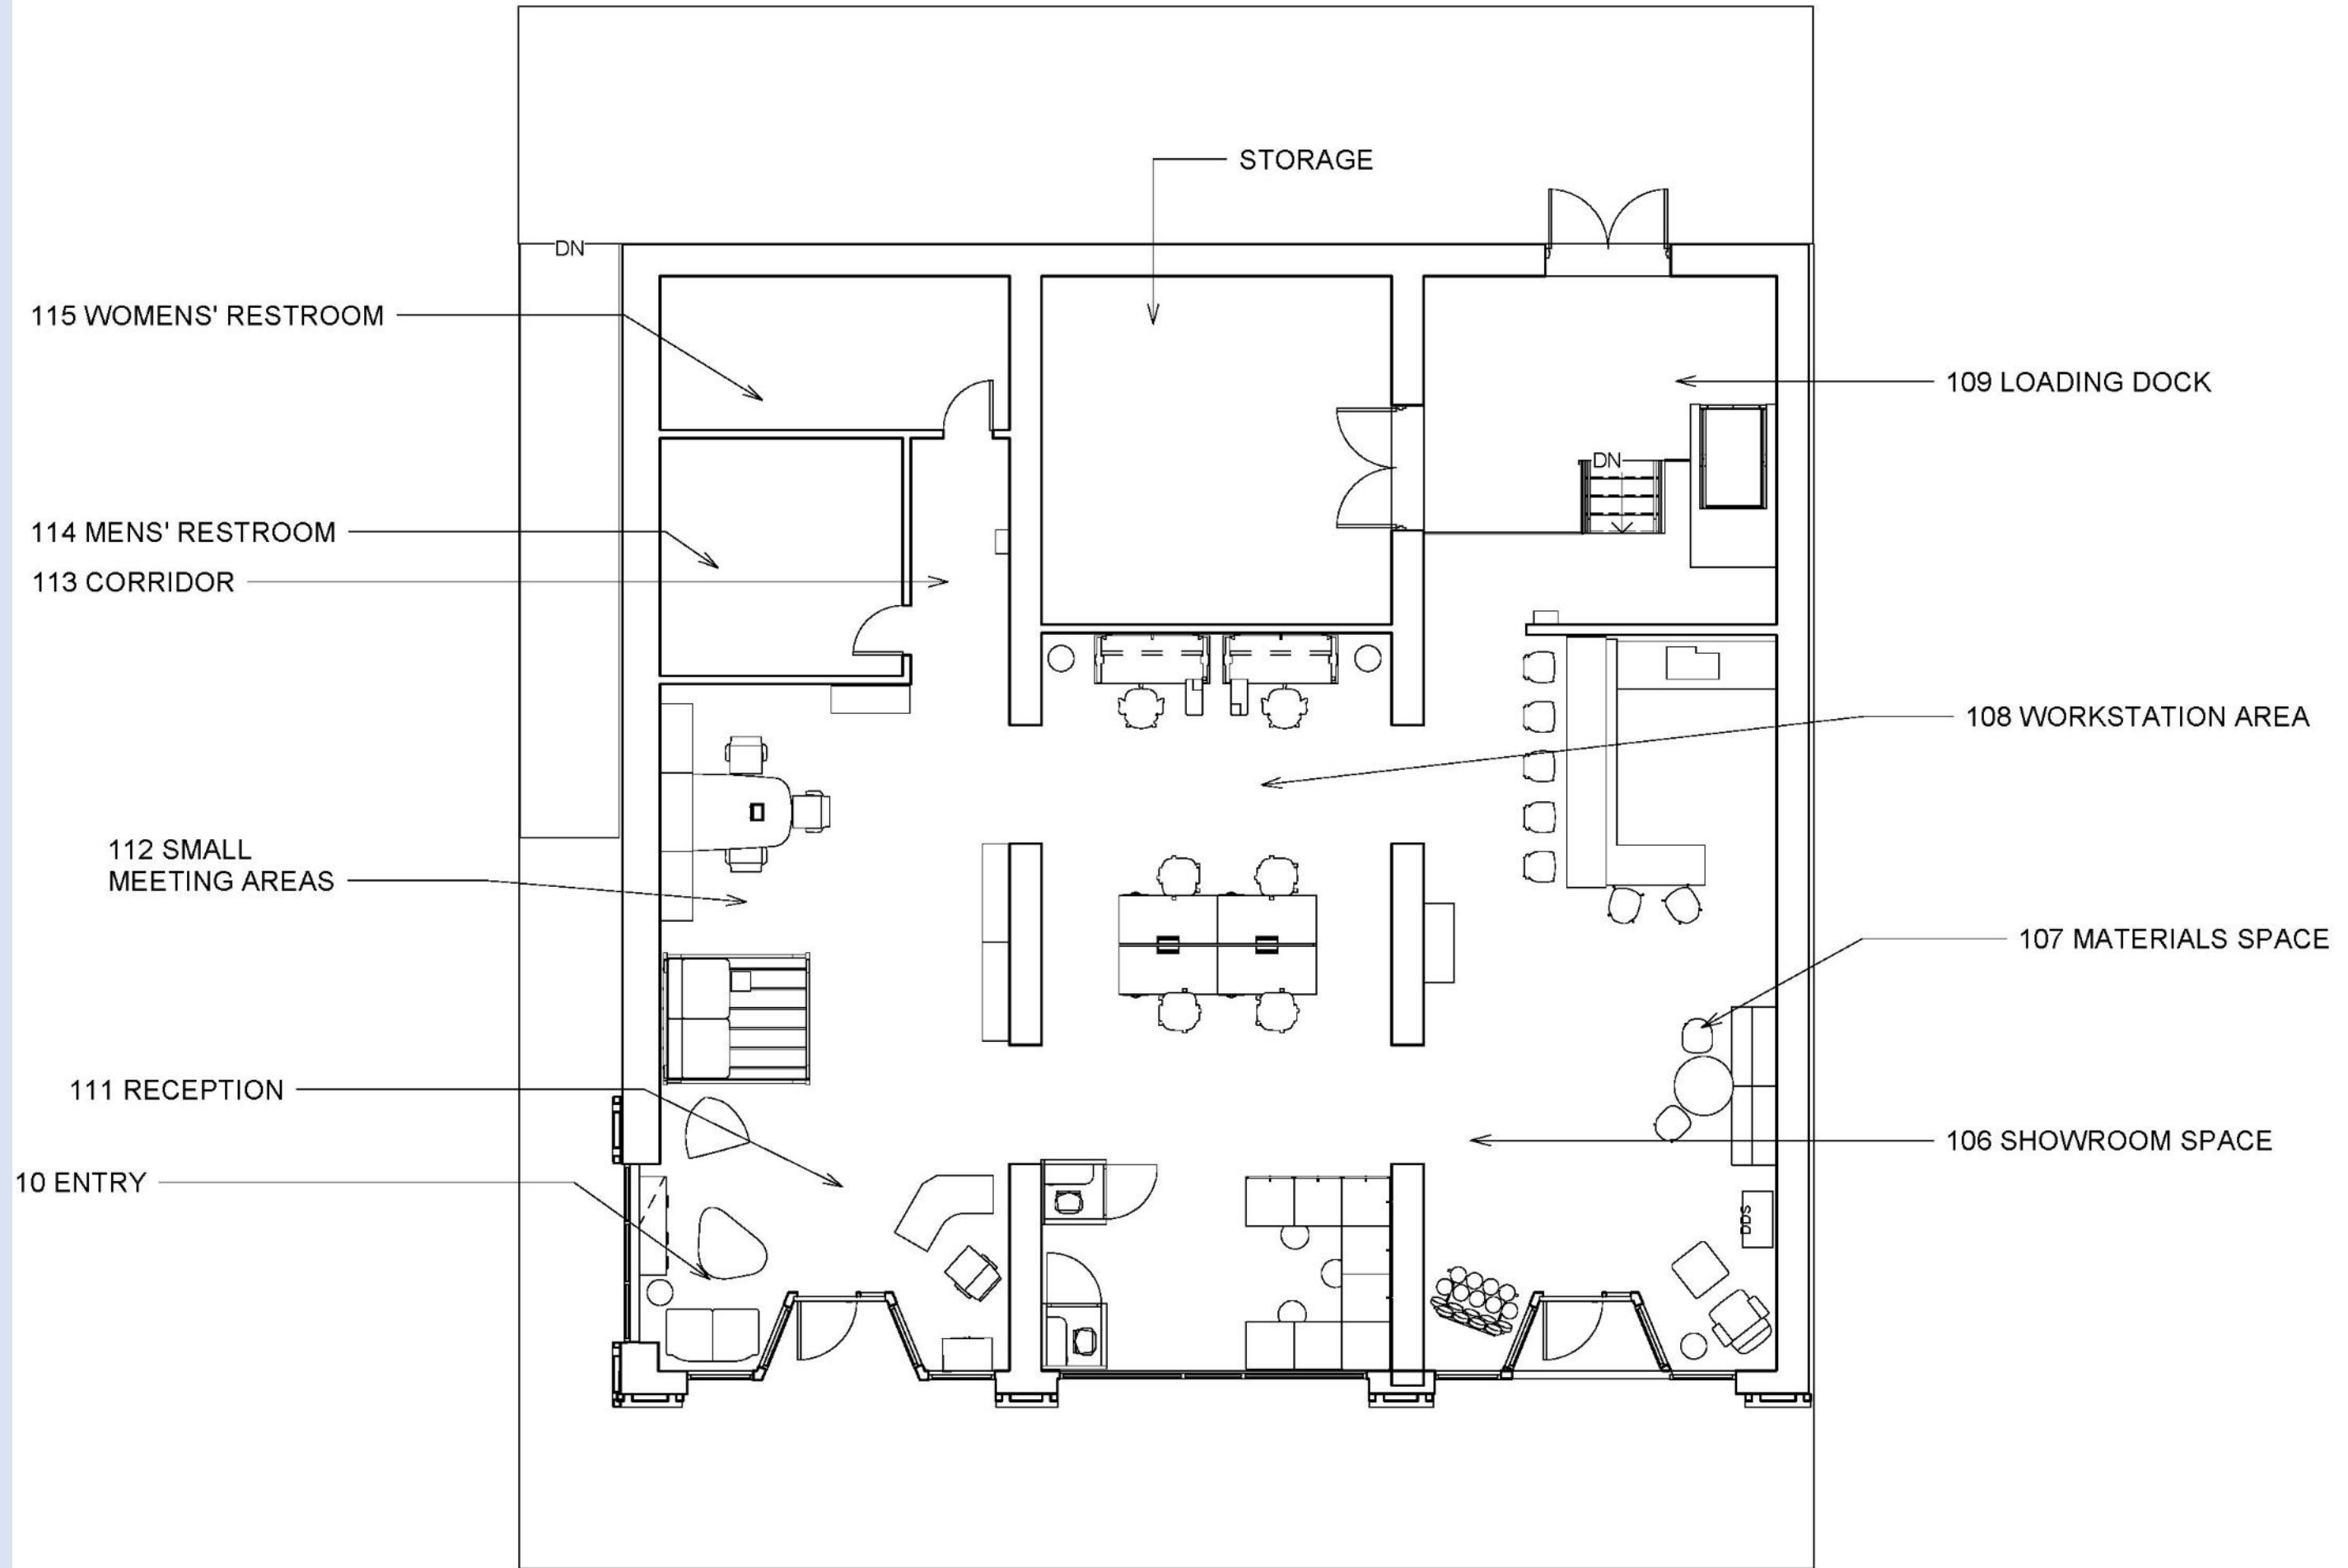 STORAGE
DN
115 WOMENS' RESTROOM
109 LOADING DOCK
DN
114 MENS' RESTROOM
113 CORRIDOR
108 WORKSTATION AREA
112 SMALL
MEETING AREAS
107 MATERIALS SPACE
111 RECEPTION
106 SHOWROOM SPACE
10 ENTRY
DDS